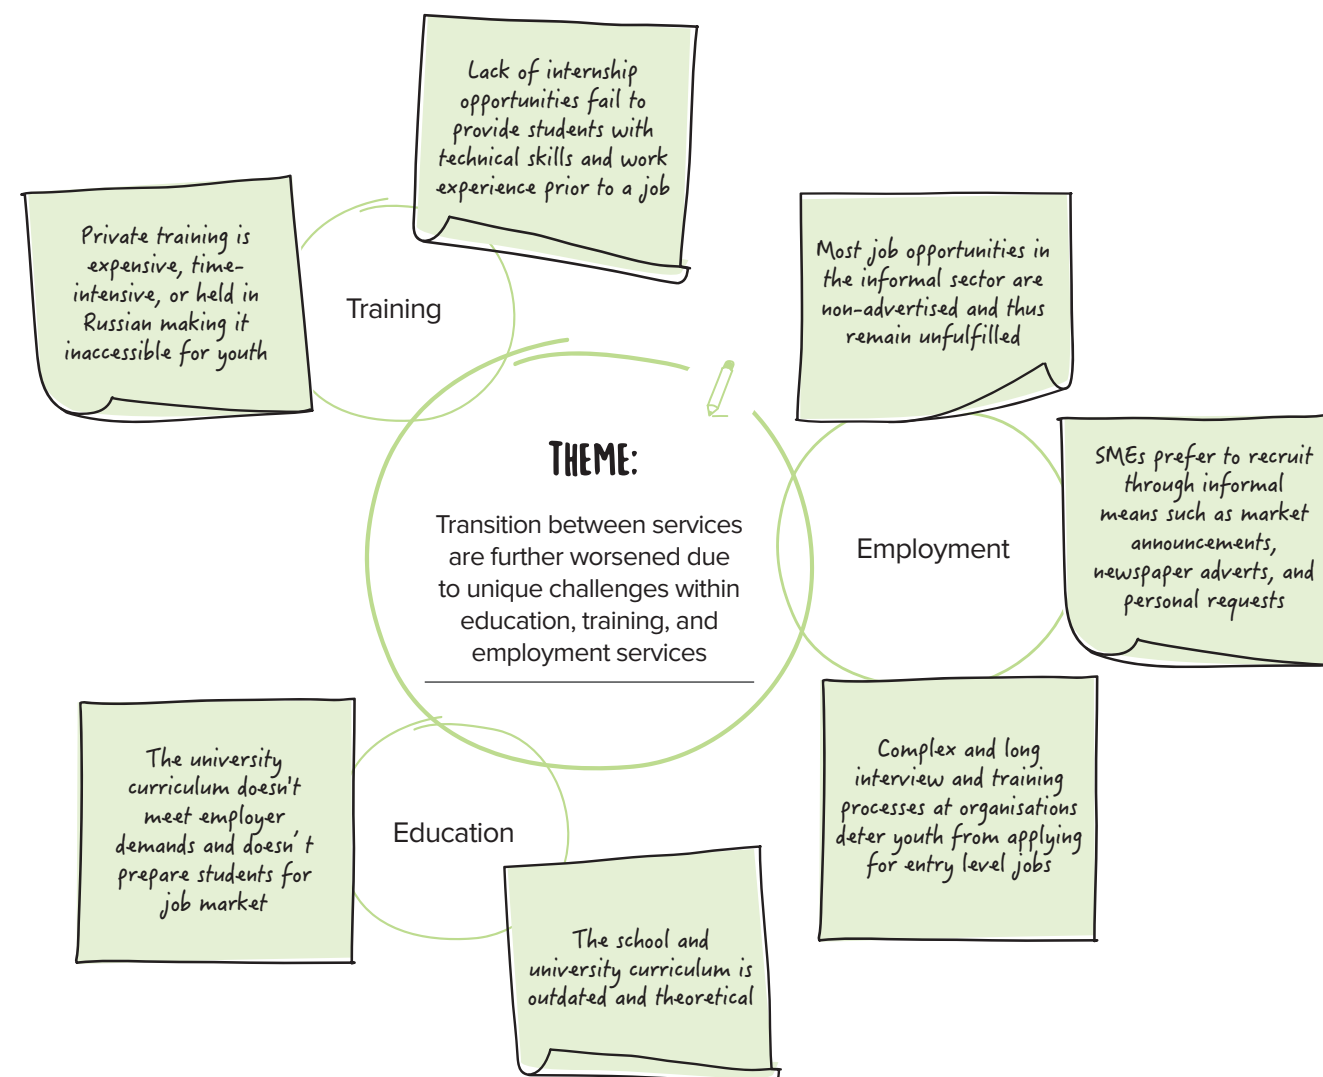 Lack of internship
opportunities fail to
provide students with
technical skills and work
experience prior to a job
Private training is
expensive, time-
intensive, or held in
Russian making it
inaccessible for youth
Training
Most job opportunities in
the informal sector are
non-advertised and thus
remain unfulfilled
THEME:
Transition between services
are further worsened due
to unique challenges within
education, training, and
employment services
Employment
SMEs prefer to recruit
through informal
means such as market
announcements,
newspaper adverts, and
personal requests
Complex and long
interview and training
processes at organisations
deter youth from applying
for entry level jobs
The university
curriculum doesn't
meet employer
demands and doesn't
prepare students for
job market
Education
The school and
university curriculum is
outdated and theoretical